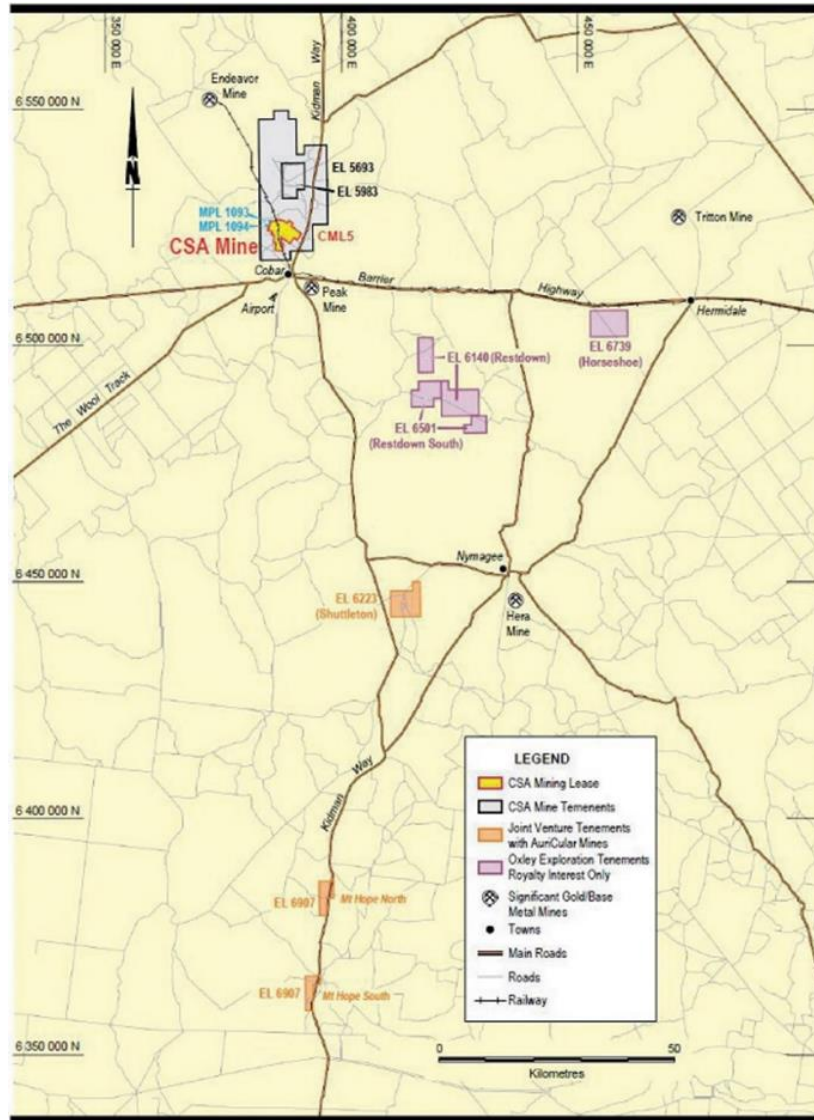 350 000 E
400 000 E
450 000 E
Kidman Way
Endeavor
Mine
6 550 000 N
N
EL 5693
EL 5983
MPL 1093
MPL 1094
CSA Mine
CML5
Tritton Mine
Cobar
Barrier
Highway
Airport
Peak
Mine
Hermidale
6 500 000 N
EL 6739
(Horseshoe)
EL 6140 (Restdown)
The Wool Track
EL 6501
(Restdown South)
Nymagee
6 450 000 N
EL 6223
(Shuttleton)
Hera
Mine
Kidman Way
LEGEND
CSA Mining Lease
CSA Mine Temenents
Joint Venture Tenements
with AuriCular Mines
Oxley Exploration Tenements
Royalty Interest Only
Significant Gold/Base
Metal Mines
Towns
Main Roads
Roads
Railway
6 400 000 N
EL 6907
Mt Hope North
EL 6907
Mt Hope South
6 350 000 N
0
50
Kilometres